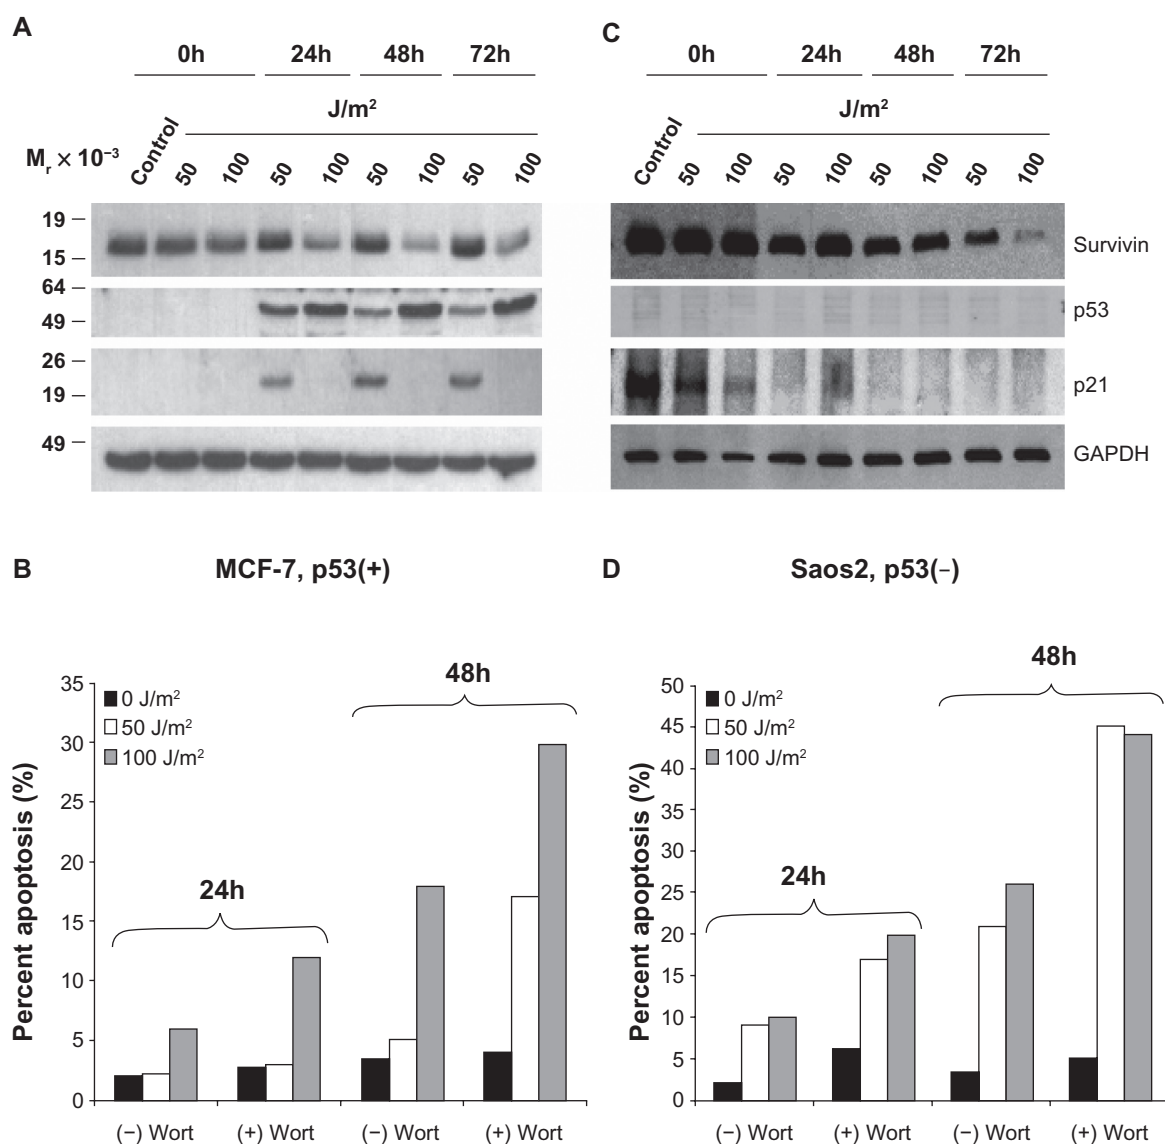 A
0h 24h 48h 72h
J/m²
Mᵣ × 10⁻³
Control 50 100 50 100 50 100 50 100
19
15
64
49
26
19
49
C
0h 24h 48h 72h
J/m²
Control 50 100 50 100 50 100 50 100
Survivin
p53
p21
GAPDH
B
MCF-7, p53(+)
Percent apoptosis (%)
35
30
25
20
15
10
5
0
0 J/m²
50 J/m²
100 J/m²
24h
48h
(−) Wort (+) Wort (−) Wort (+) Wort
D
Saos2, p53(−)
Percent apoptosis (%)
50
45
40
35
30
25
20
15
10
5
0
0 J/m²
50 J/m²
100 J/m²
24h
48h
(−) Wort (+) Wort (−) Wort (+) Wort